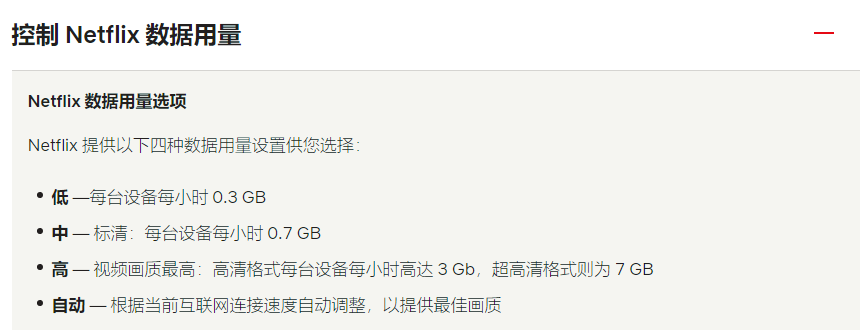 控制 Netflix 数据用量
Netflix 数据用量选项
Netflix 提供以下四种数据用量设置供您选择：
• 低 —每台设备每小时 0.3 GB
• 中 — 标清：每台设备每小时 0.7 GB
• 高 — 视频画质最高：高清格式每台设备每小时高达 3 Gb，超高清格式则为 7 GB
• 自动 — 根据当前互联网连接速度自动调整，以提供最佳画质